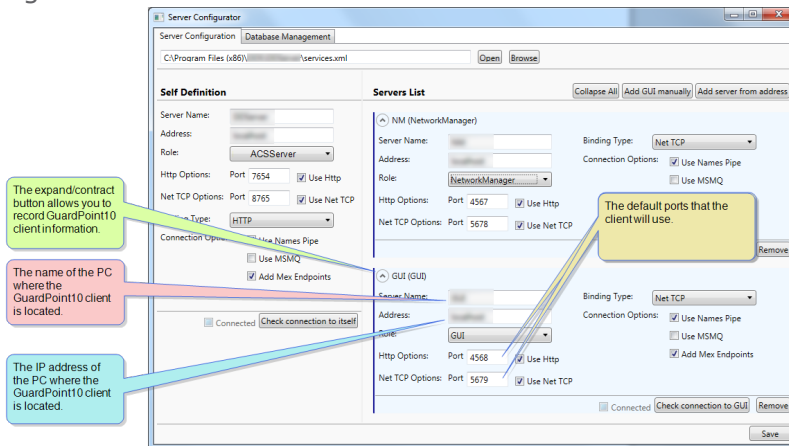 Server Configurator
Server Configuration Database Management
C:\Program Files (x86)\ \services.xml Open Browse
Self Definition
Server Name:
Address:
Role: ACSServer
Http Options: Port 7654 Use Http
Net TCP Options: Port 8765 Use Net TCP
Type: HTTP
Connection Use Names Pipe
Use MSMQ
Add Mex Endpoints
Connected Check connection to itself
Servers List Collapse All Add GUI manually Add server from address
NM (NetworkManager)
Server Name: Binding Type: Net TCP
Address: Connection Options: Use Names Pipe
Role: NetworkManager Use MSMQ
Http Options: Port 4567 Use Http
Net TCP Options: Port 5678 Use Net TCP
Remove
GUI (GUI)
Server Name: Binding Type: Net TCP
Address: Connection Options: Use Names Pipe
Role: GUI Use MSMQ
Http Options: Port 4568 Use Http Add Mex Endpoints
Net TCP Options: Port 5679 Use Net TCP
Connected Check connection to GUI Remove
Save
The expand/contract
button allows you to
record GuardPoint10
client information.
The name of the PC
where the
GuardPoint10 client
is located.
The IP address of
the PC where the
GuardPoint10 client
is located.
The default ports that the
client will use.